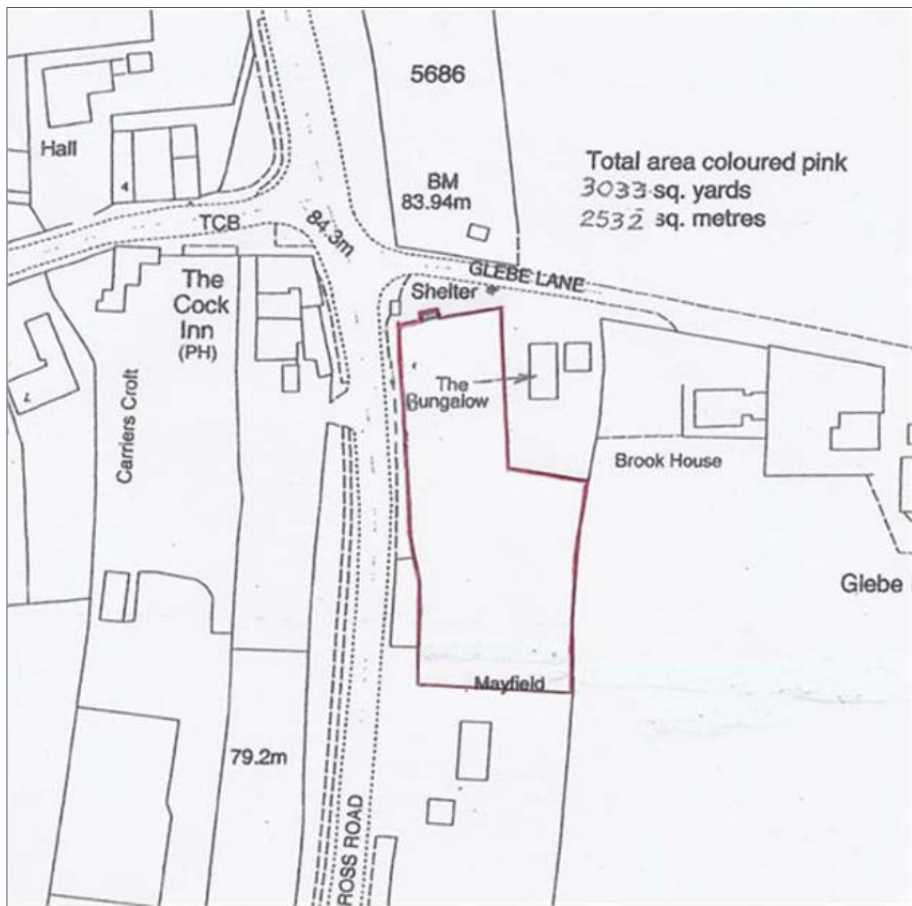 5686
Total area coloured pink
3033 sq. yards
2532 sq. metres
Hall
4
BM
83.94m
TCB
84.3m
GLEBE LANE
The
Cock
Inn
(PH)
Shelter
The
Bungalow
Carriers Croft
Brook House
Glebe
Mayfield
79.2m
ROSS ROAD